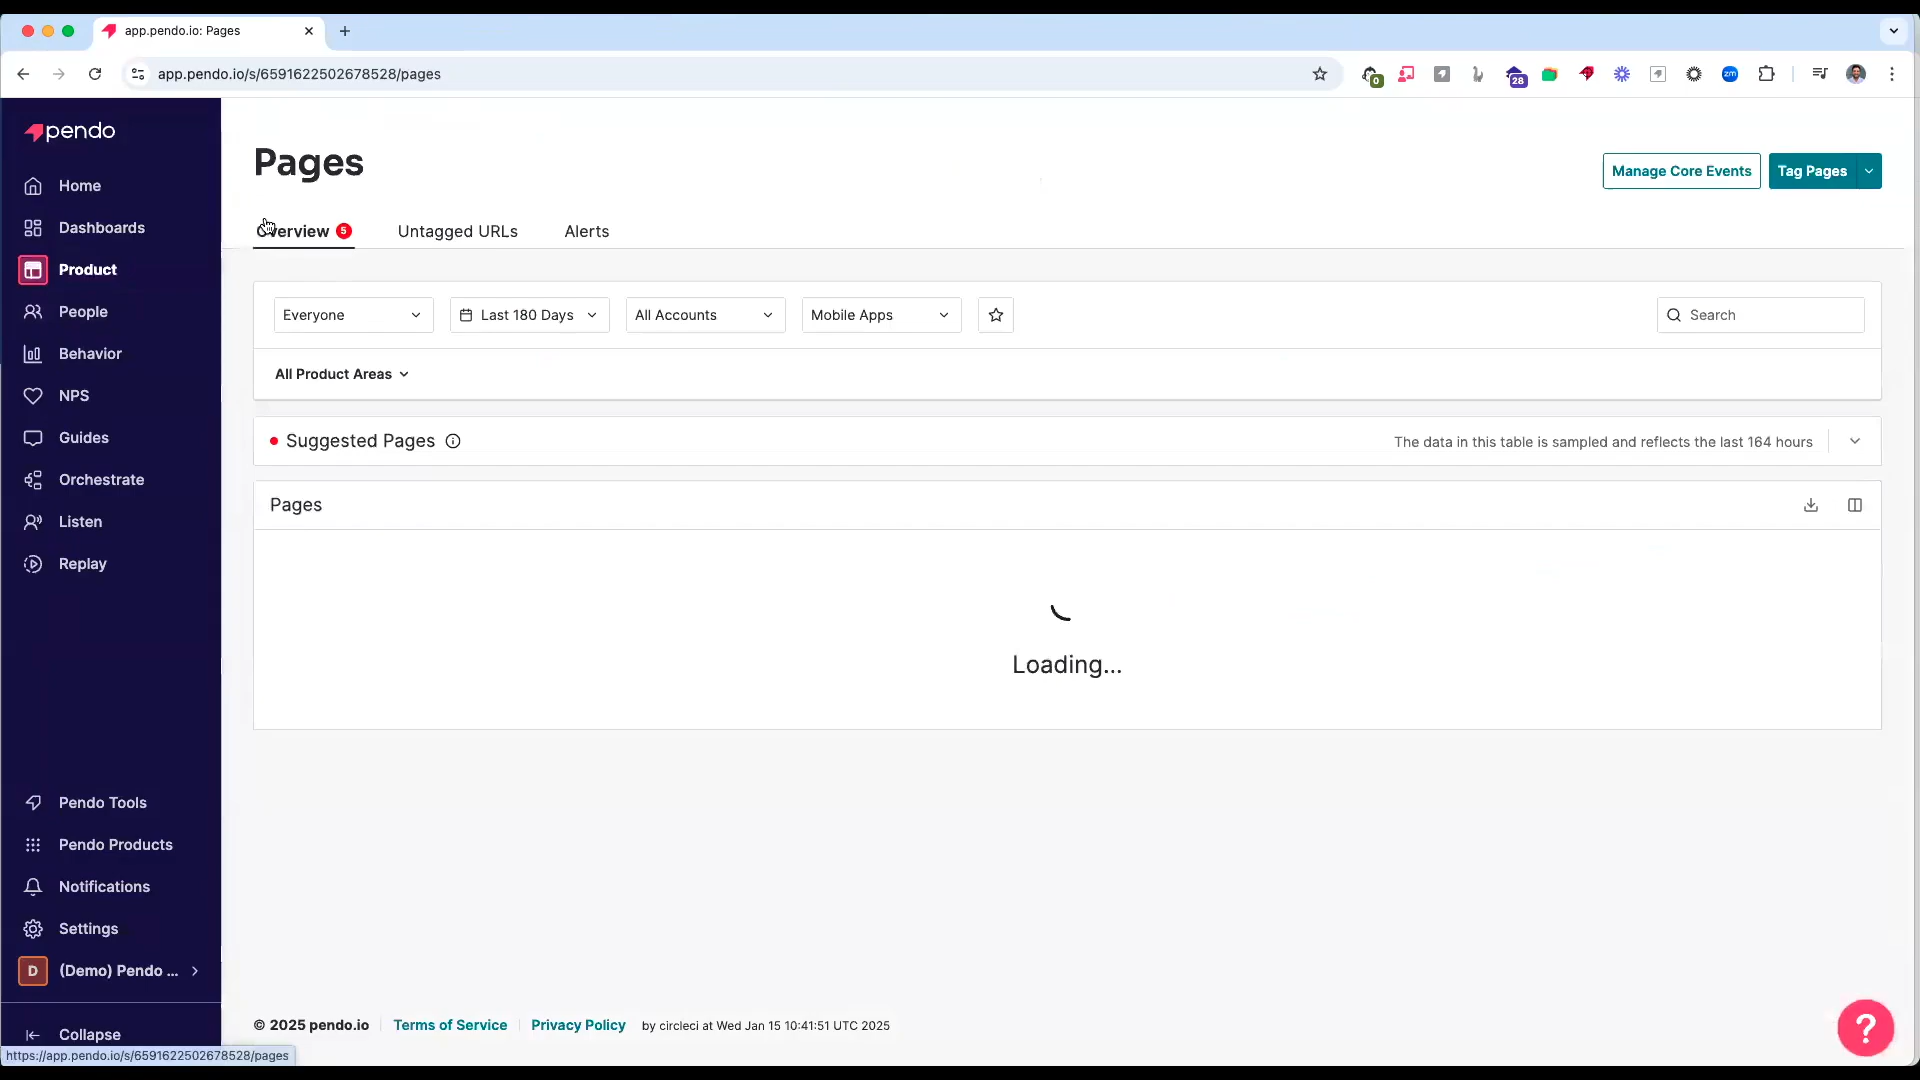 app.pendo.io: Pages
app.pendo.io/s/6591622502678528/pages
0
28
zm
pendo
Home
Dashboards
Product
People
Behavior
NPS
Guides
Orchestrate
Listen
Replay
Pendo Tools
Pendo Products
Notifications
Settings
D (Demo) Pendo ...
Collapse
https://app.pendo.io/s/6591622502678528/pages
Pages
Manage Core Events
Tag Pages
Overview 5
Untagged URLs
Alerts
Everyone
Last 180 Days
All Accounts
Mobile Apps
Search
All Product Areas
Suggested Pages
The data in this table is sampled and reflects the last 164 hours
Pages
Loading...
© 2025 pendo.io
Terms of Service
Privacy Policy
by circleci at Wed Jan 15 10:41:51 UTC 2025
?